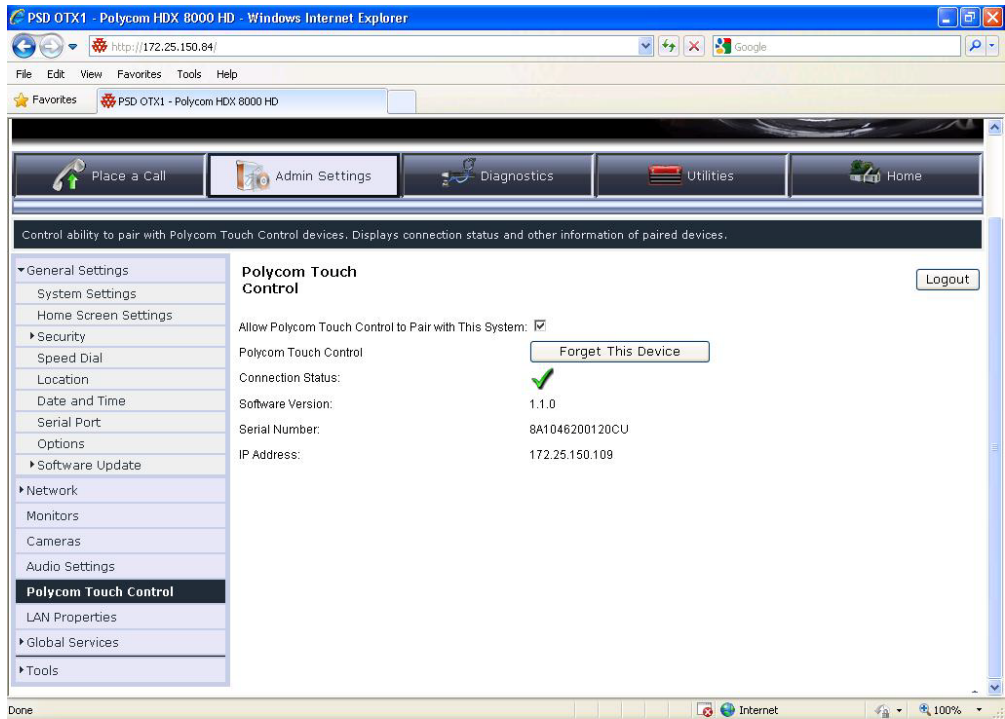 PSD OTX1 - Polycom HDX 8000 HD - Windows Internet Explorer
http://172.25.150.84/
Google
File Edit View Favorites Tools Help
Favorites PSD OTX1 - Polycom HDX 8000 HD
Place a Call Admin Settings Diagnostics Utilities Home
Control ability to pair with Polycom Touch Control devices. Displays connection status and other information of paired devices.
General Settings
System Settings
Home Screen Settings
Security
Speed Dial
Location
Date and Time
Serial Port
Options
Software Update
Network
Monitors
Cameras
Audio Settings
Polycom Touch Control
LAN Properties
Global Services
Tools
Polycom Touch
Control
Logout
Allow Polycom Touch Control to Pair with This System:
Polycom Touch Control Forget This Device
Connection Status:
Software Version: 1.1.0
Serial Number: 8A1046200120CU
IP Address: 172.25.150.109
Done Internet 100%